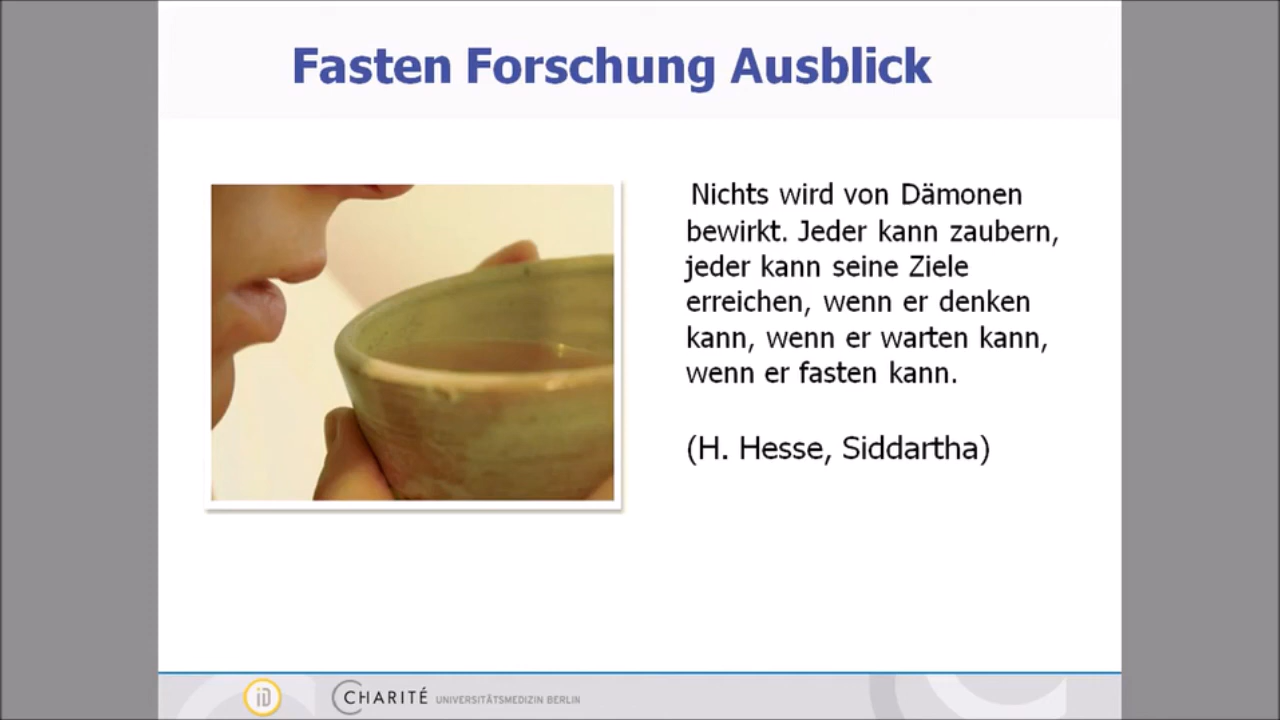 Fasten Forschung Ausblick
Nichts wird von Dämonen
bewirkt. Jeder kann zaubern,
jeder kann seine Ziele
erreichen, wenn er denken
kann, wenn er warten kann,
wenn er fasten kann.
(H. Hesse, Siddartha)
iD
CHARITÉ UNIVERSITÄTSMEDIZIN BERLIN